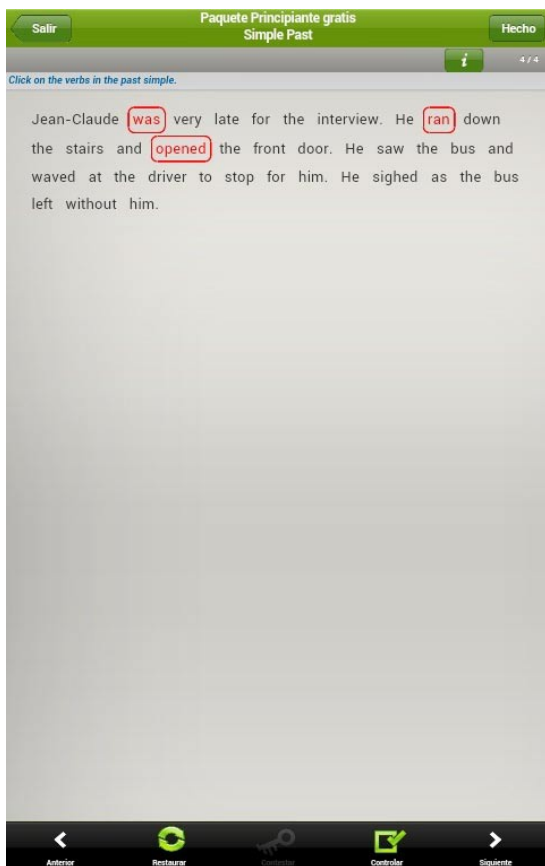 Salir
Paquete Principiante gratis
Simple Past
Hecho
i
4 / 4
Click on the verbs in the past simple.
Jean-Claude was very late for the interview. He ran down
the stairs and opened the front door. He saw the bus and
waved at the driver to stop for him. He sighed as the bus
left without him.
Anterior
Restaurar
Contestar
Controlar
Siguiente